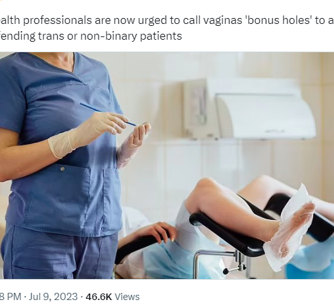 alth professionals are now urged to call vaginas 'bonus holes' to a
fending trans or non-binary patients
8 PM · Jul 9, 2023 · 46.6K Views